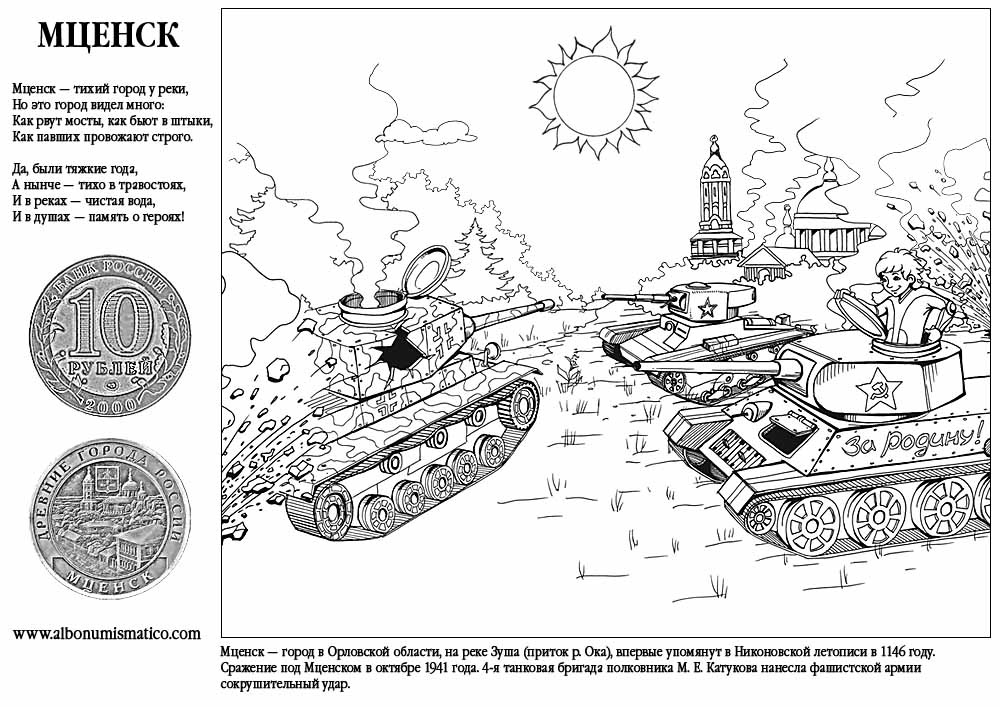 МЦЕНСК
Мценск — тихий город у реки,
Но это город видел много:
Как рвут мосты, как бьют в штыки,
Как павших провожают строго.
Да, были тяжкие года,
А нынче — тихо в травостоях,
И в реках — чистая вода,
И в душах — память о героях!
БАНК РОССИИ
10
РУБЛЕЙ
2000
ДРЕВНИЕ ГОРОДА РОССИИ
МЦЕНСК
www.albonumismatico.com
За Родину!
Мценск — город в Орловской области, на реке Зуша (приток р. Ока), впервые упомянут в Никоновской летописи в 1146 году.
Сражение под Мценском в октябре 1941 года. 4-я танковая бригада полковника М. Е. Катукова нанесла фашистской армии
сокрушительный удар.